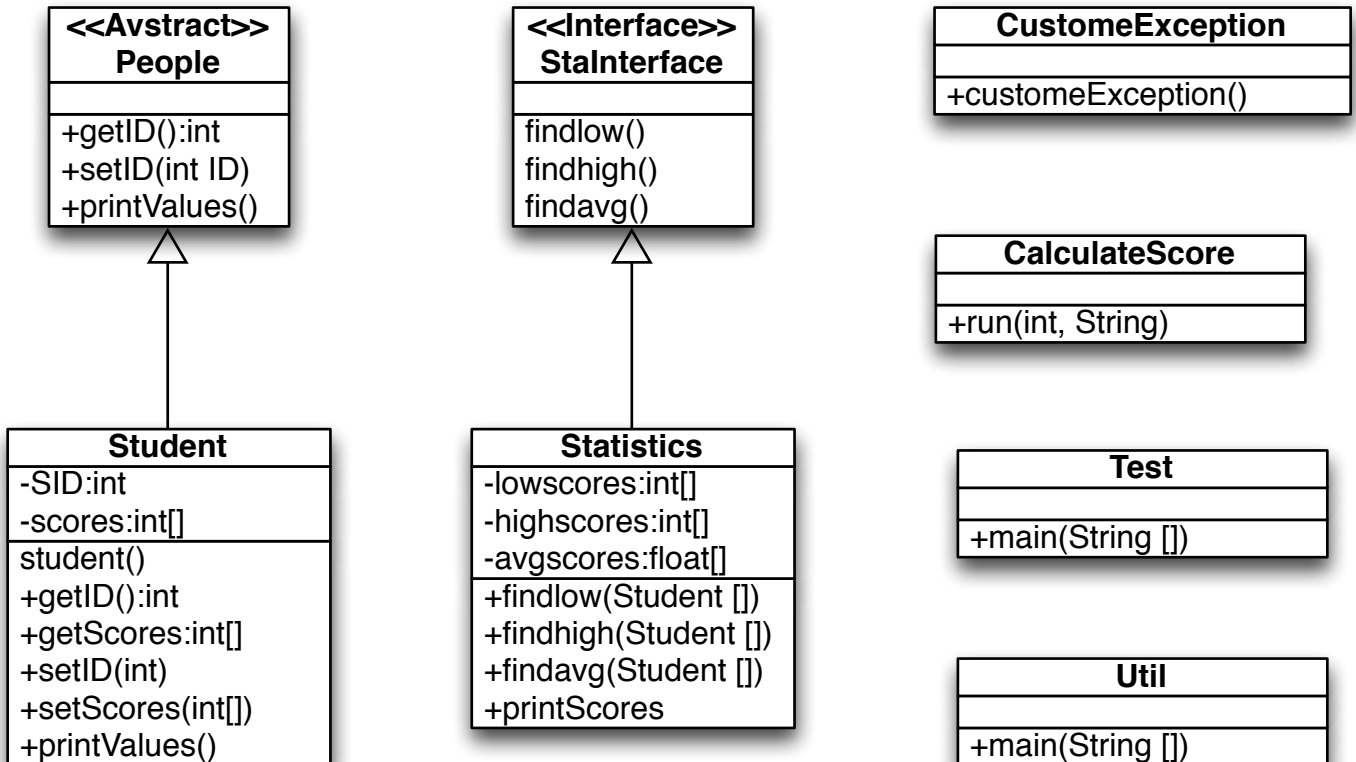 <<Avstract>>
People
+getID():int
+setID(int ID)
+printValues()
<<Interface>>
StaInterface
findlow()
findhigh()
findavg()
CustomeException
+customeException()
CalculateScore
+run(int, String)
Student
-SID:int
-scores:int[]
student()
+getID():int
+getScores:int[]
+setID(int)
+setScores(int[])
+printValues()
Statistics
-lowscores:int[]
-highscores:int[]
-avgscores:float[]
+findlow(Student [])
+findhigh(Student [])
+findavg(Student [])
+printScores
Test
+main(String [])
Util
+main(String [])